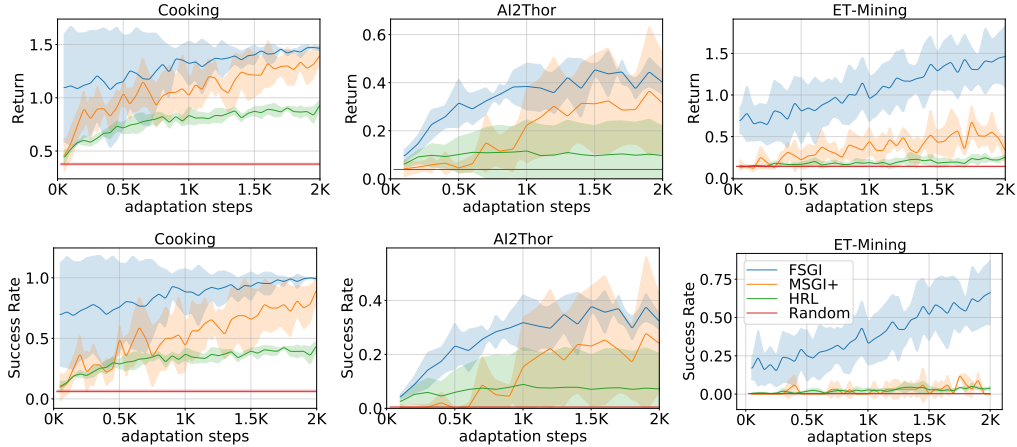 Cooking
AI2Thor
ET-Mining
Return
1.5
1.0
0.5
0K 0.5K 1K 1.5K 2K
adaptation steps
Return
0.6
0.4
0.2
0.0
0K 0.5K 1K 1.5K 2K
adaptation steps
Return
1.5
1.0
0.5
0.0
0K 0.5K 1K 1.5K 2K
adaptation steps
Cooking
AI2Thor
ET-Mining
Success Rate
1.0
0.5
0.0
0K 0.5K 1K 1.5K 2K
adaptation steps
Success Rate
0.4
0.2
0.0
0K 0.5K 1K 1.5K 2K
adaptation steps
Success Rate
0.75
0.50
0.25
0.00
0K 0.5K 1K 1.5K 2K
adaptation steps
FSGI
MSGI+
HRL
Random